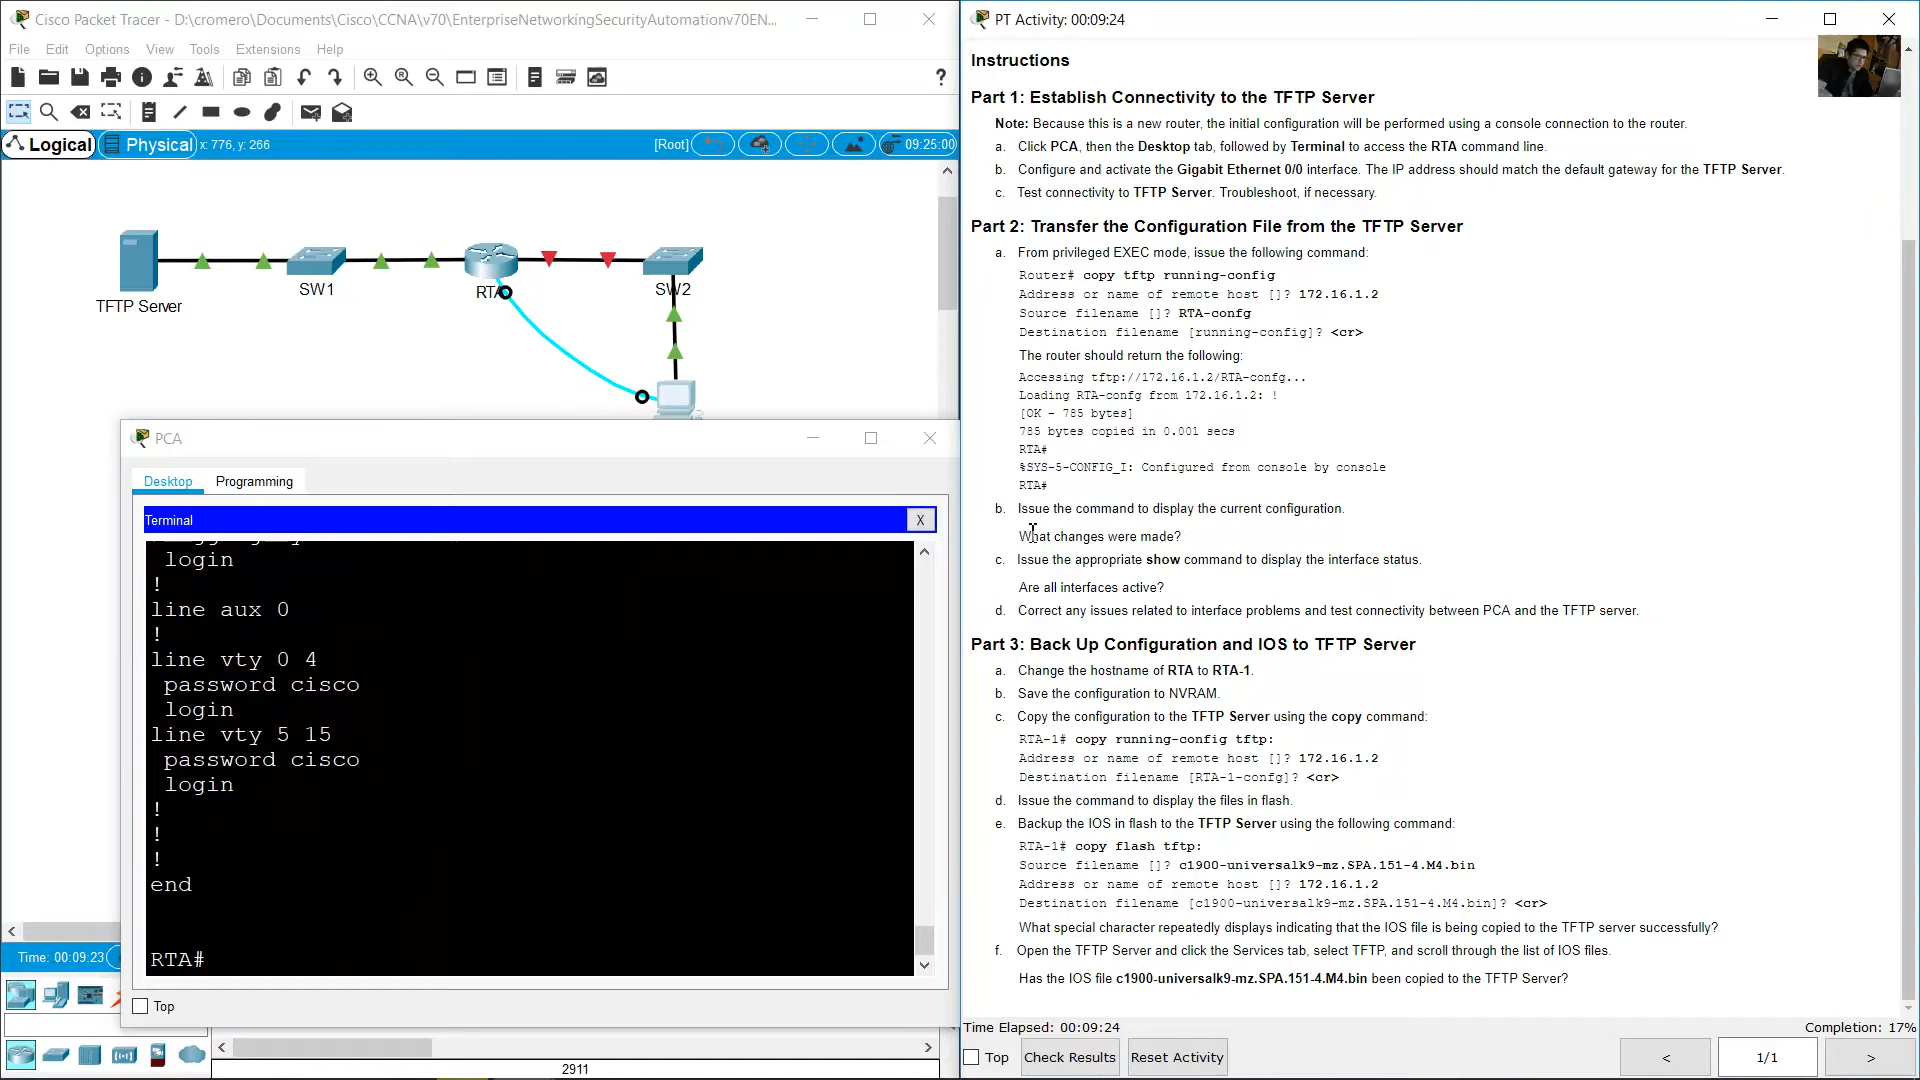 Cisco Packet Tracer - D:\cromero\Documents\Cisco\CCNA\v70\EnterpriseNetworkingSecurityAutomationv70EN...
File Edit Options View Tools Extensions Help
?
Logical Physical x: 776, y: 266 [Root] 09:25:00
TFTP Server
SW1
RTA
SW2
PCA
Desktop Programming
Terminal X
login
!
line aux 0
!
line vty 0 4
password cisco
login
line vty 5 15
password cisco
login
!
!
!
end
RTA#
Top
Time: 00:09:23
2911
PT Activity: 00:09:24
Instructions
Part 1: Establish Connectivity to the TFTP Server
Note: Because this is a new router, the initial configuration will be performed using a console connection to the router.
a. Click PCA, then the Desktop tab, followed by Terminal to access the RTA command line.
b. Configure and activate the Gigabit Ethernet 0/0 interface. The IP address should match the default gateway for the TFTP Server.
c. Test connectivity to TFTP Server. Troubleshoot, if necessary.
Part 2: Transfer the Configuration File from the TFTP Server
a. From privileged EXEC mode, issue the following command:
Router# copy tftp running-config
Address or name of remote host []? 172.16.1.2
Source filename []? RTA-confg
Destination filename [running-config]? <cr>
The router should return the following:
Accessing tftp://172.16.1.2/RTA-confg...
Loading RTA-confg from 172.16.1.2: !
[OK - 785 bytes]
785 bytes copied in 0.001 secs
RTA#
%SYS-5-CONFIG_I: Configured from console by console
RTA#
b. Issue the command to display the current configuration.
What changes were made?
c. Issue the appropriate show command to display the interface status.
Are all interfaces active?
d. Correct any issues related to interface problems and test connectivity between PCA and the TFTP server.
Part 3: Back Up Configuration and IOS to TFTP Server
a. Change the hostname of RTA to RTA-1.
b. Save the configuration to NVRAM.
c. Copy the configuration to the TFTP Server using the copy command:
RTA-1# copy running-config tftp:
Address or name of remote host []? 172.16.1.2
Destination filename [RTA-1-confg]? <cr>
d. Issue the command to display the files in flash.
e. Backup the IOS in flash to the TFTP Server using the following command:
RTA-1# copy flash tftp:
Source filename []? c1900-universalk9-mz.SPA.151-4.M4.bin
Address or name of remote host []? 172.16.1.2
Destination filename [c1900-universalk9-mz.SPA.151-4.M4.bin]? <cr>
What special character repeatedly displays indicating that the IOS file is being copied to the TFTP server successfully?
f. Open the TFTP Server and click the Services tab, select TFTP, and scroll through the list of IOS files.
Has the IOS file c1900-universalk9-mz.SPA.151-4.M4.bin been copied to the TFTP Server?
Time Elapsed: 00:09:24 Completion: 17%
Top Check Results Reset Activity < 1/1 >